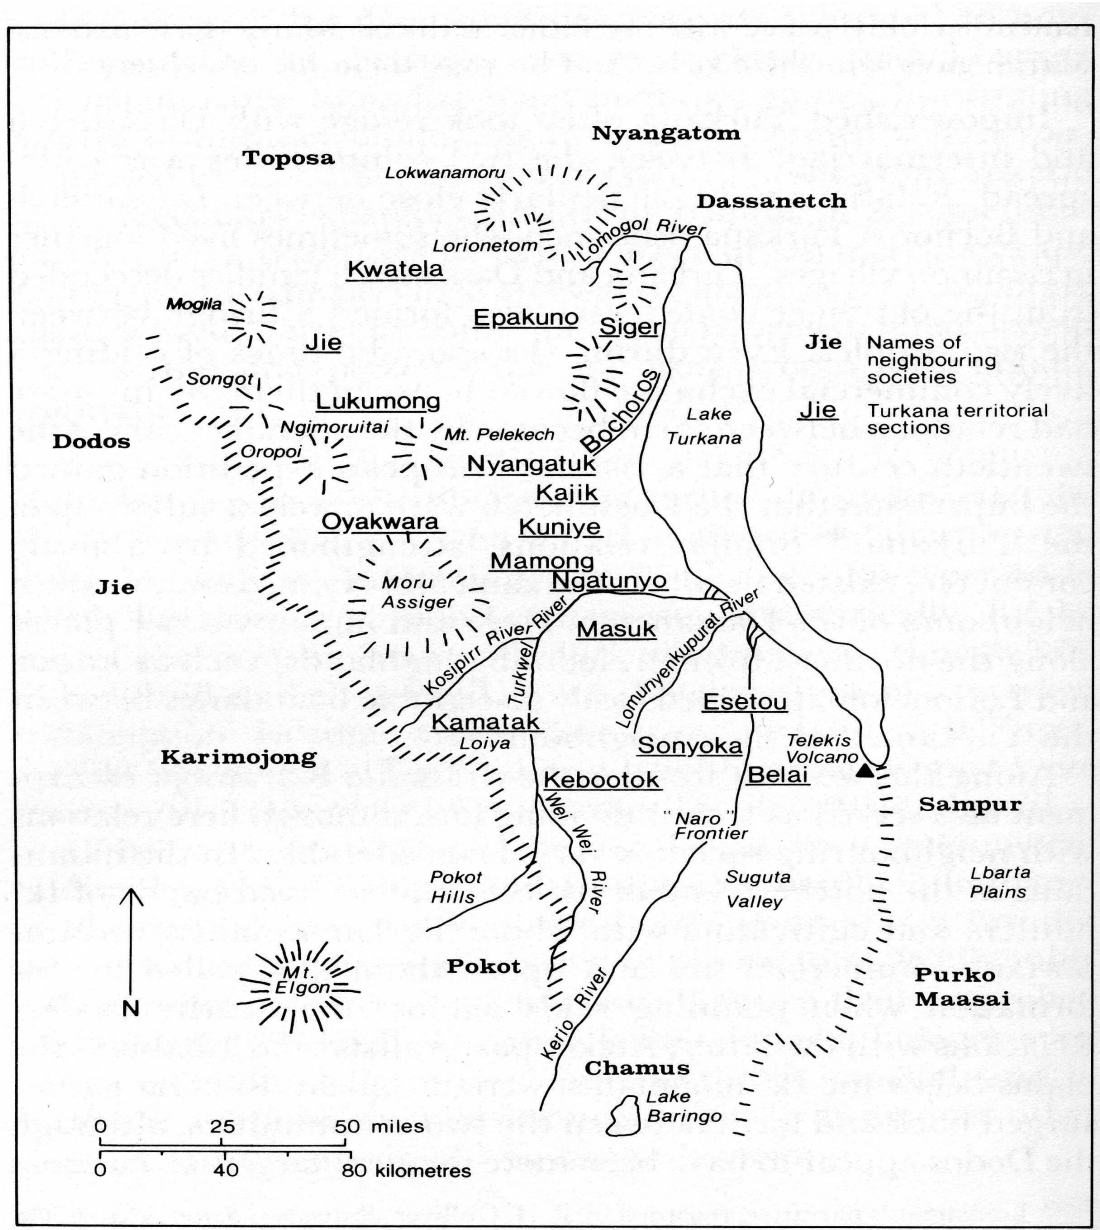 Nyangatom
Toposa
Lokwanamoru
Dassanetch
Lomogol River
Lorionetom
Kwatela
Mogila
Epakuno
Siger
Jie
Jie Names of
neighbouring
societies
Songot
Bochoros
Lukumong
Jie Turkana territorial
sections
Lake
Turkana
Ngimoruitai
Mt. Pelekech
Dodos
Oropoi
Nyangatuk
Kajik
Oyakwara
Kuniye
Mamong
Ngatunyo
Jie
Moru
Assiger
Kosipirr River
Turkwel River
Masuk
Lomunyenkupurat River
Esetou
Kamatak
Loiya
Sonyoka
Telekis
Volcano
Karimojong
Kebootok
Belai
Sampur
Wei Wei River
"Naro"
Frontier
Pokot
Hills
Suguta
Valley
Lbarta
Plains
Pokot
Mt.
Elgon
Purko
Maasai
N
Kerio River
Chamus
Lake
Baringo
0 25 50 miles
0 40 80 kilometres